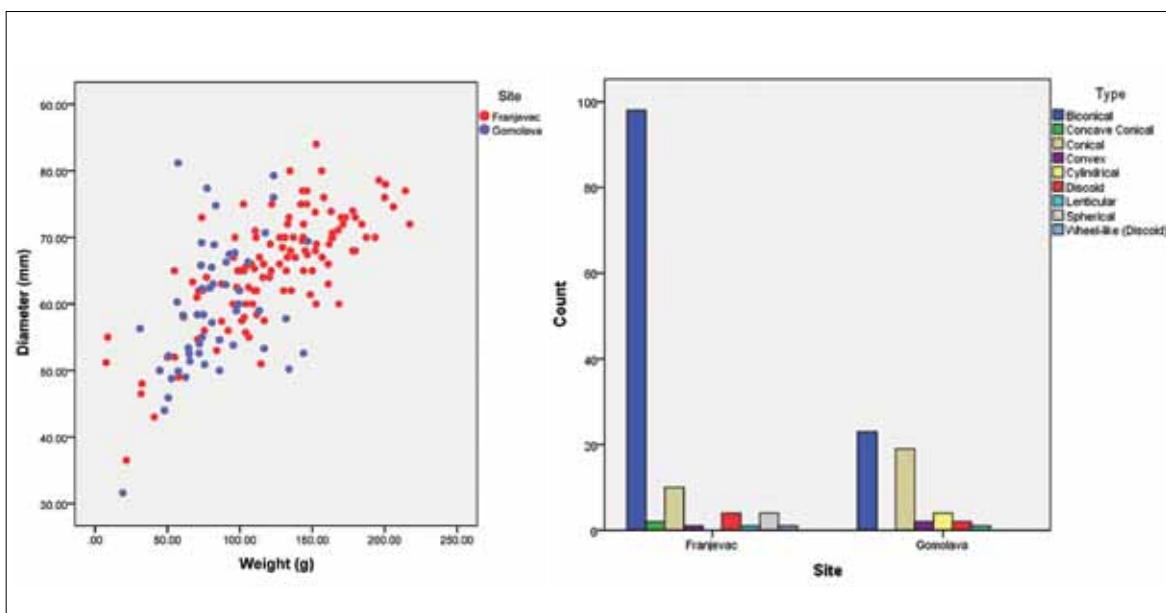 Site
Franjevac
Gomolava
90.00
80.00
70.00
60.00
50.00
40.00
30.00
Diameter (mm)
.00
50.00
100.00
150.00
200.00
250.00
Weight (g)
Type
Biconical
Concave Conical
Conical
Convex
Cylindrical
Discoid
Lenticular
Spherical
Wheel-like (Discoid)
100
80
60
40
20
0
Count
Franjevac
Gomolava
Site